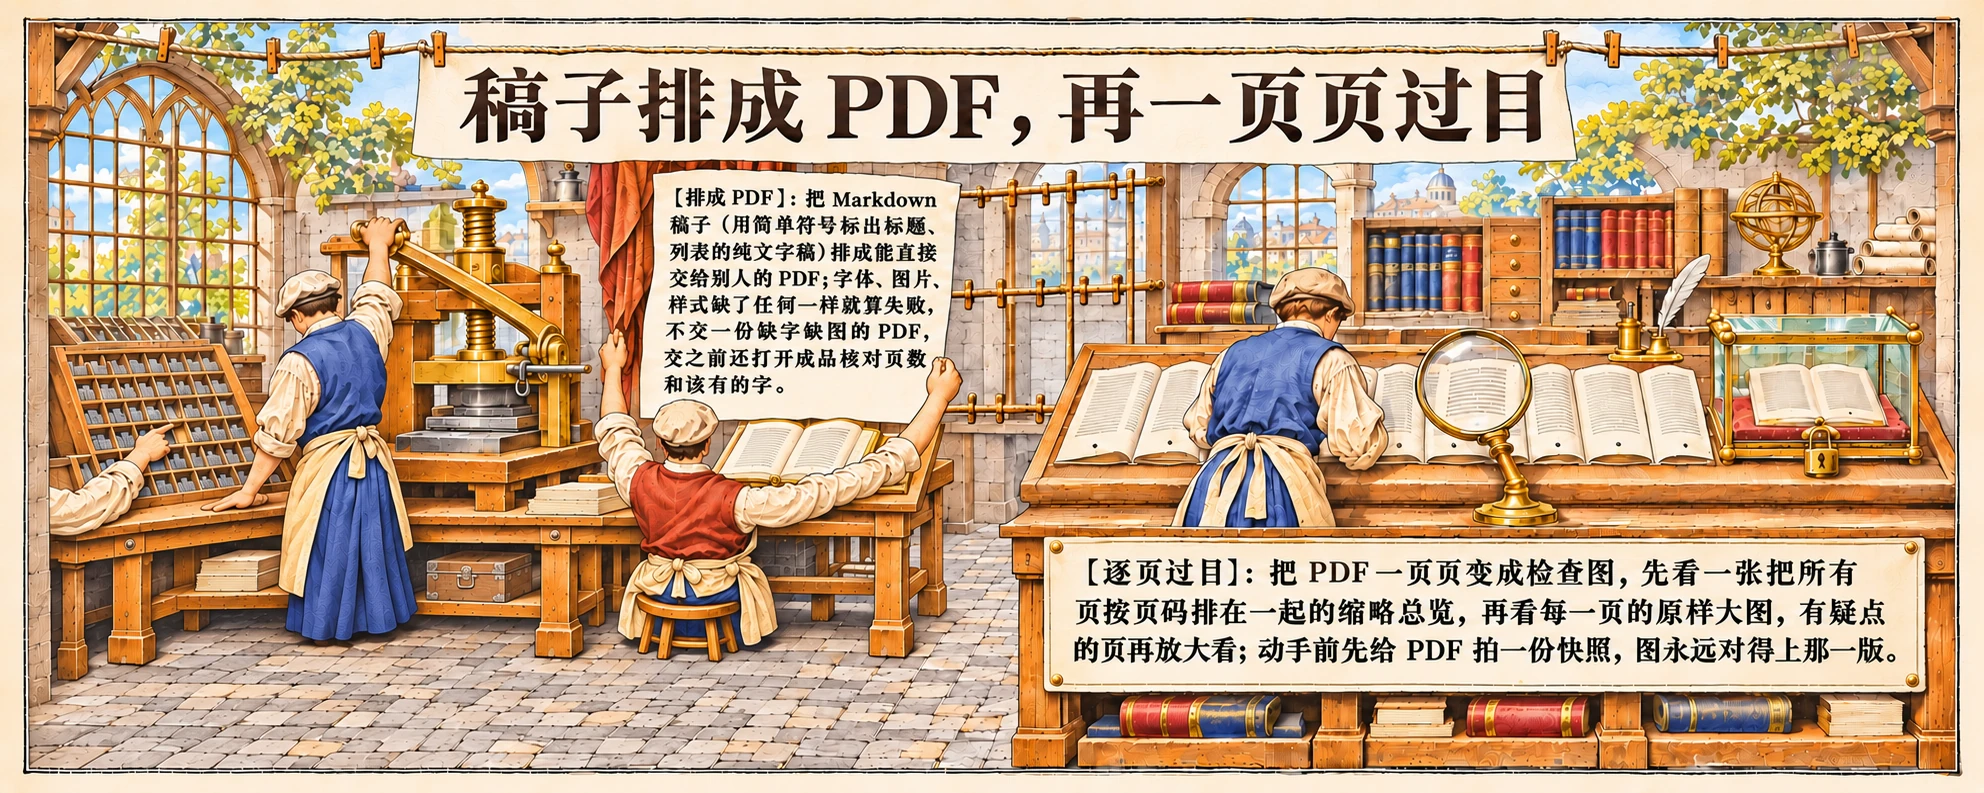 稿子排成 PDF，再一页页过目
【排成 PDF】：把 Markdown
稿子（用简单符号标出标题、
列表的纯文字稿）排成能直接
交给别人的 PDF；字体、图片、
样式缺了任何一样就算失败，
不交一份缺字缺图的 PDF，
交之前还打开成品核对页数
和该有的字。
【逐页过目】：把 PDF 一页页变成检查图，先看一张把所有
页按页码排在一起的缩略总览，再看每一页的原样大图，有疑点
的页再放大看；动手前先给 PDF 拍一份快照，图永远对得上那一版。